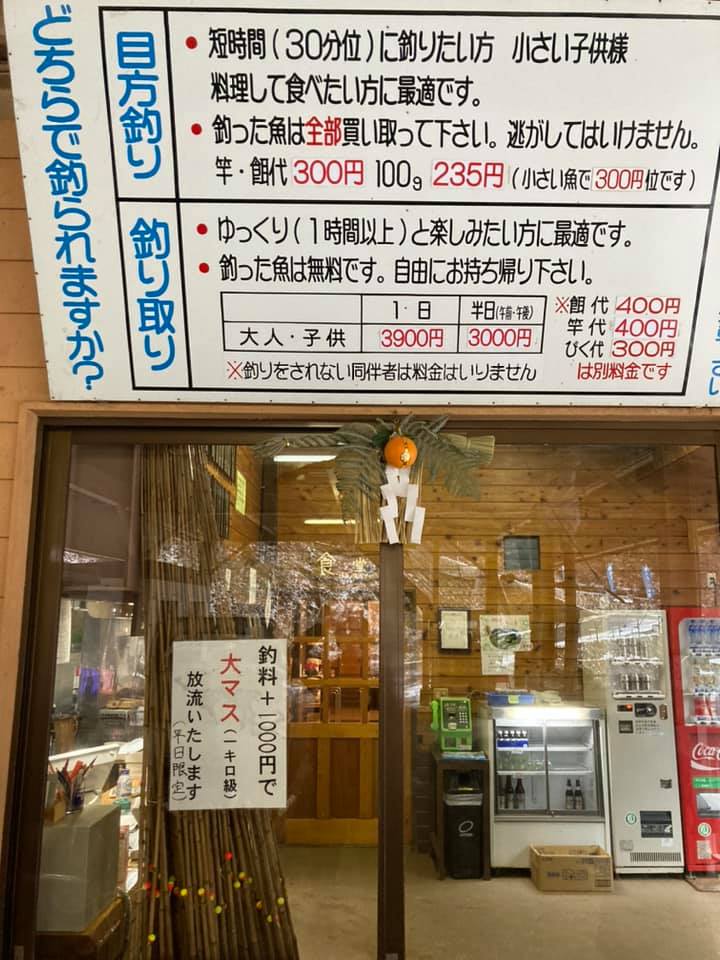 どちらで釣られますか?
目方釣り
• 短時間(30分位)に釣りたい方 小さい子供様
料理して食べたい方に最適です。
• 釣った魚は全部買い取って下さい。逃がしてはいけません。
竿・餌代 300円 100g 235円 (小さい魚で300円位です)
釣り取り
• ゆっくり(1時間以上)と楽しみたい方に最適です。
• 釣った魚は無料です。自由にお持ち帰り下さい。
1・日 半日(午前・午後)
大人・子供 3900円 3000円
※釣りをされない同伴者は料金はいりません
※餌代 400円
竿代 400円
びく代 300円
は別料金です
食堂
釣料+1000円で
大マス(一キロ級)
放流いたします
(平日限定)
Coca